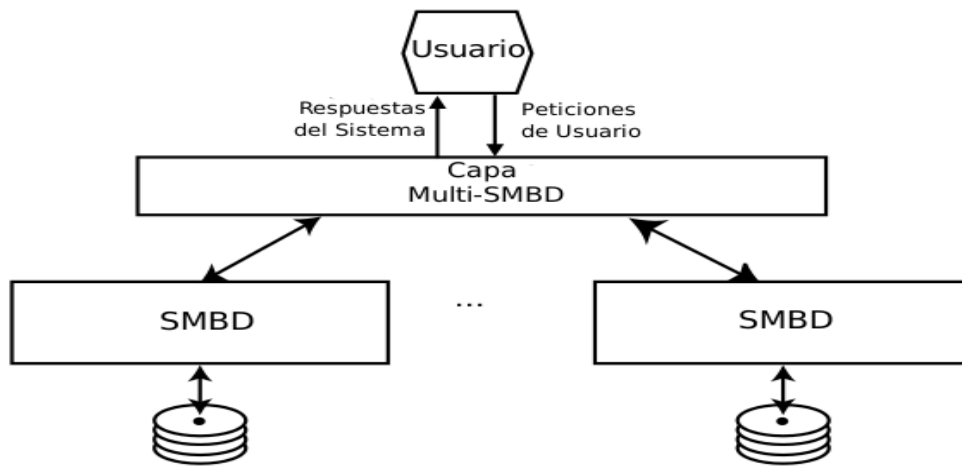 Usuario
Respuestas
del Sistema
Peticiones
de Usuario
Capa
Multi-SMBD
SMBD
...
SMBD